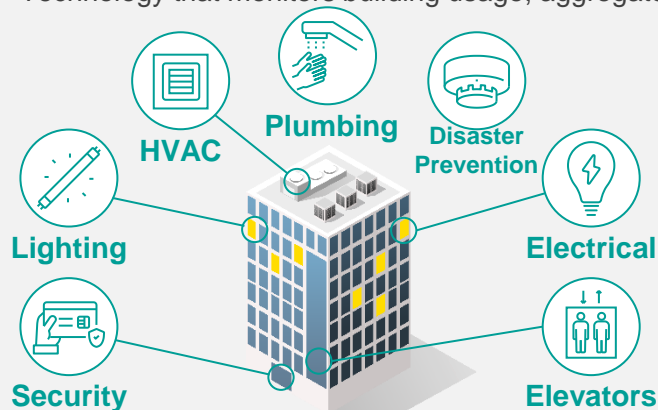 Technology that monitors building usage, aggregate
Plumbing
HVAC
Disaster
Prevention
Lighting
Electrical
Security
Elevators